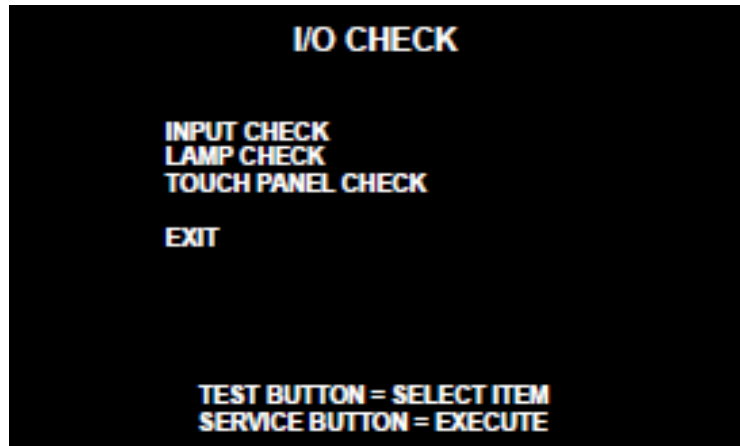 I/O CHECK
INPUT CHECK
LAMP CHECK
TOUCH PANEL CHECK
EXIT
TEST BUTTON = SELECT ITEM
SERVICE BUTTON = EXECUTE